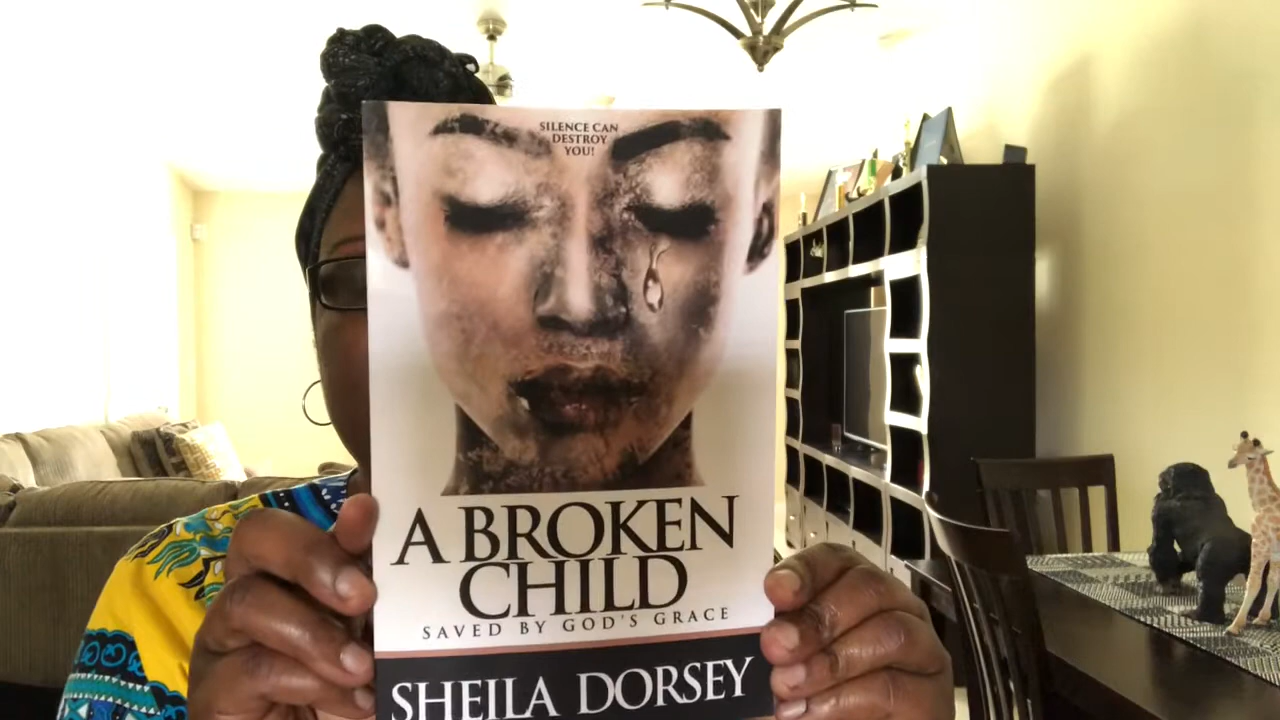 SILENCE CAN
DESTROY
YOU!
A BROKEN
CHILD
SAVED BY GOD'S GRACE
SHEILA DORSEY